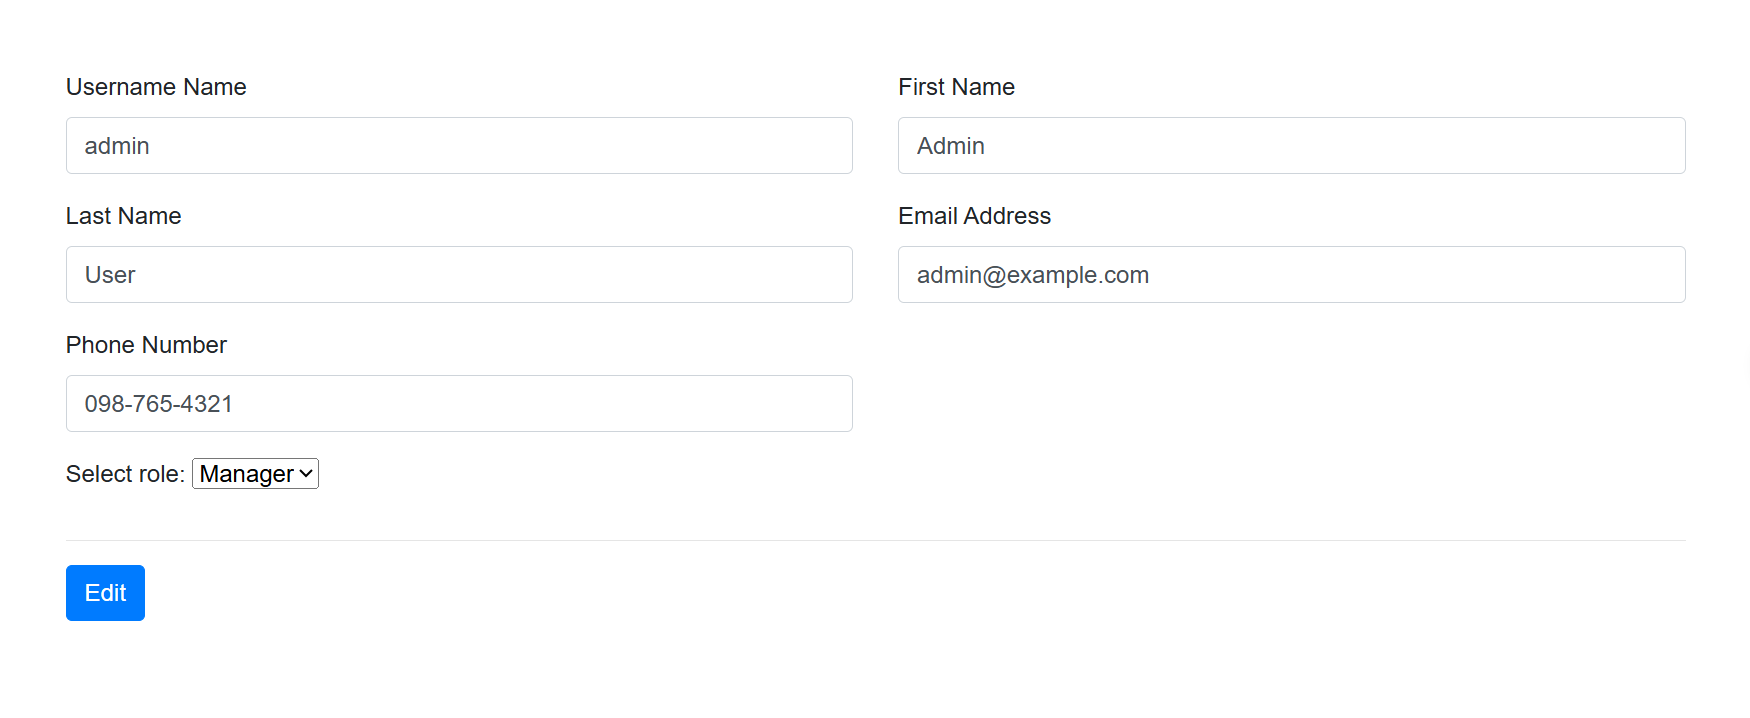 Username Name
First Name
admin
Admin
Last Name
Email Address
User
admin@example.com
Phone Number
098-765-4321
Select role: Manager
Edit